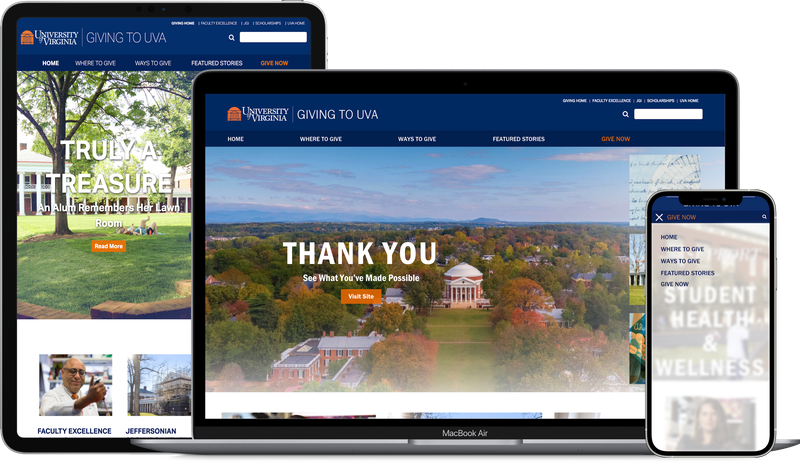 GIVING HOME | FACULTY EXCELLENCE | JGI | SCHOLARSHIPS | UVA HOME
UNIVERSITY of VIRGINIA
GIVING TO UVA
HOME WHERE TO GIVE WAYS TO GIVE FEATURED STORIES GIVE NOW
TRULY A
TREASURE
An Alum Remembers Her Lawn
Room
Read More
FACULTY EXCELLENCE
JEFFERSONIAN
GIVING HOME | FACULTY EXCELLENCE | JGI | SCHOLARSHIPS | UVA HOME
UNIVERSITY of VIRGINIA
GIVING TO UVA
HOME WHERE TO GIVE WAYS TO GIVE FEATURED STORIES GIVE NOW
THANK YOU
See What You've Made Possible
Visit Site
MacBook Air
GIVE NOW
HOME
WHERE TO GIVE
WAYS TO GIVE
FEATURED STORIES
GIVE NOW
STUDENT
HEALTH
&
WELLNESS